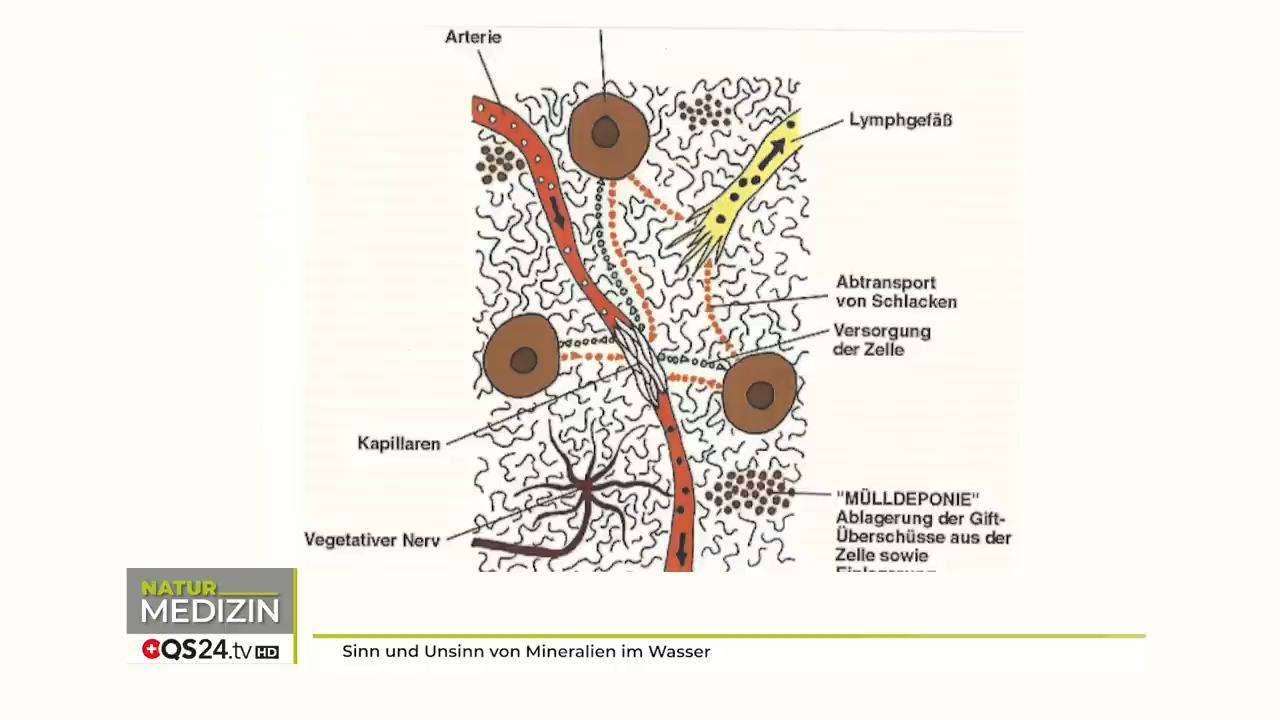 Arterie
Lymphgefäß
Abtransport
von Schlacken
Versorgung
der Zelle
Kapillaren
"MÜLLDEPONIE"
Ablagerung der Gift-
Überschüsse aus der
Zelle sowie
Vegetativer Nerv
NATUR
MEDIZIN
QS24.tv HD
Sinn und Unsinn von Mineralien im Wasser